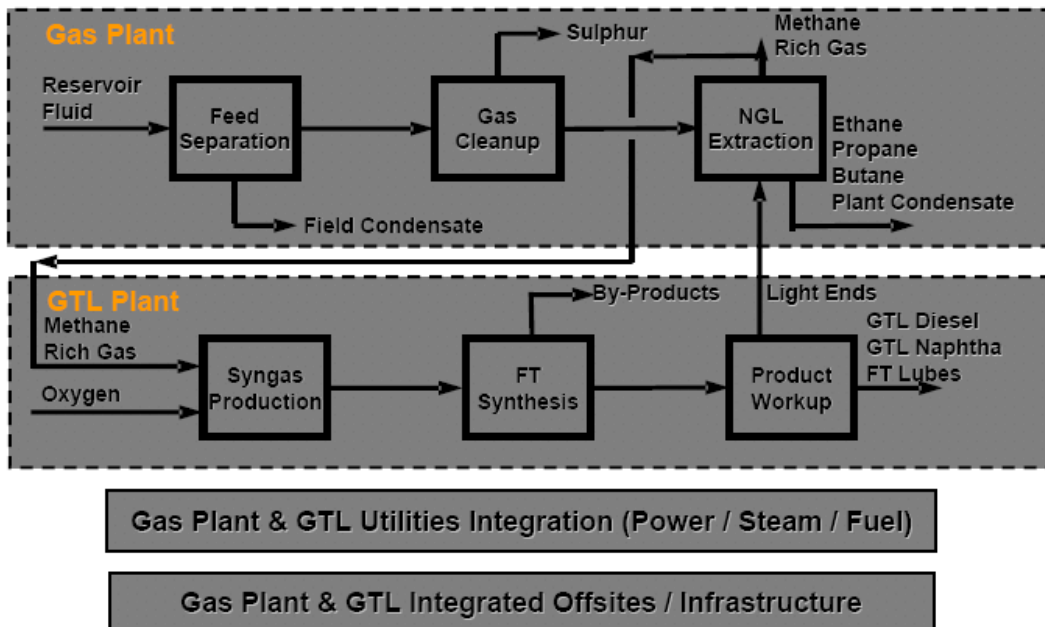 Gas Plant
Sulphur
Methane
Rich Gas
Reservoir
Fluid
Feed
Separation
Gas
Cleanup
NGL
Extraction
Ethane
Propane
Butane
Plant Condensate
Field Condensate
GTL Plant
By-Products
Light Ends
Methane
Rich Gas
Oxygen
Syngas
Production
FT
Synthesis
Product
Workup
GTL Diesel
GTL Naphtha
FT Lubes
Gas Plant & GTL Utilities Integration (Power / Steam / Fuel)
Gas Plant & GTL Integrated Offsites / Infrastructure